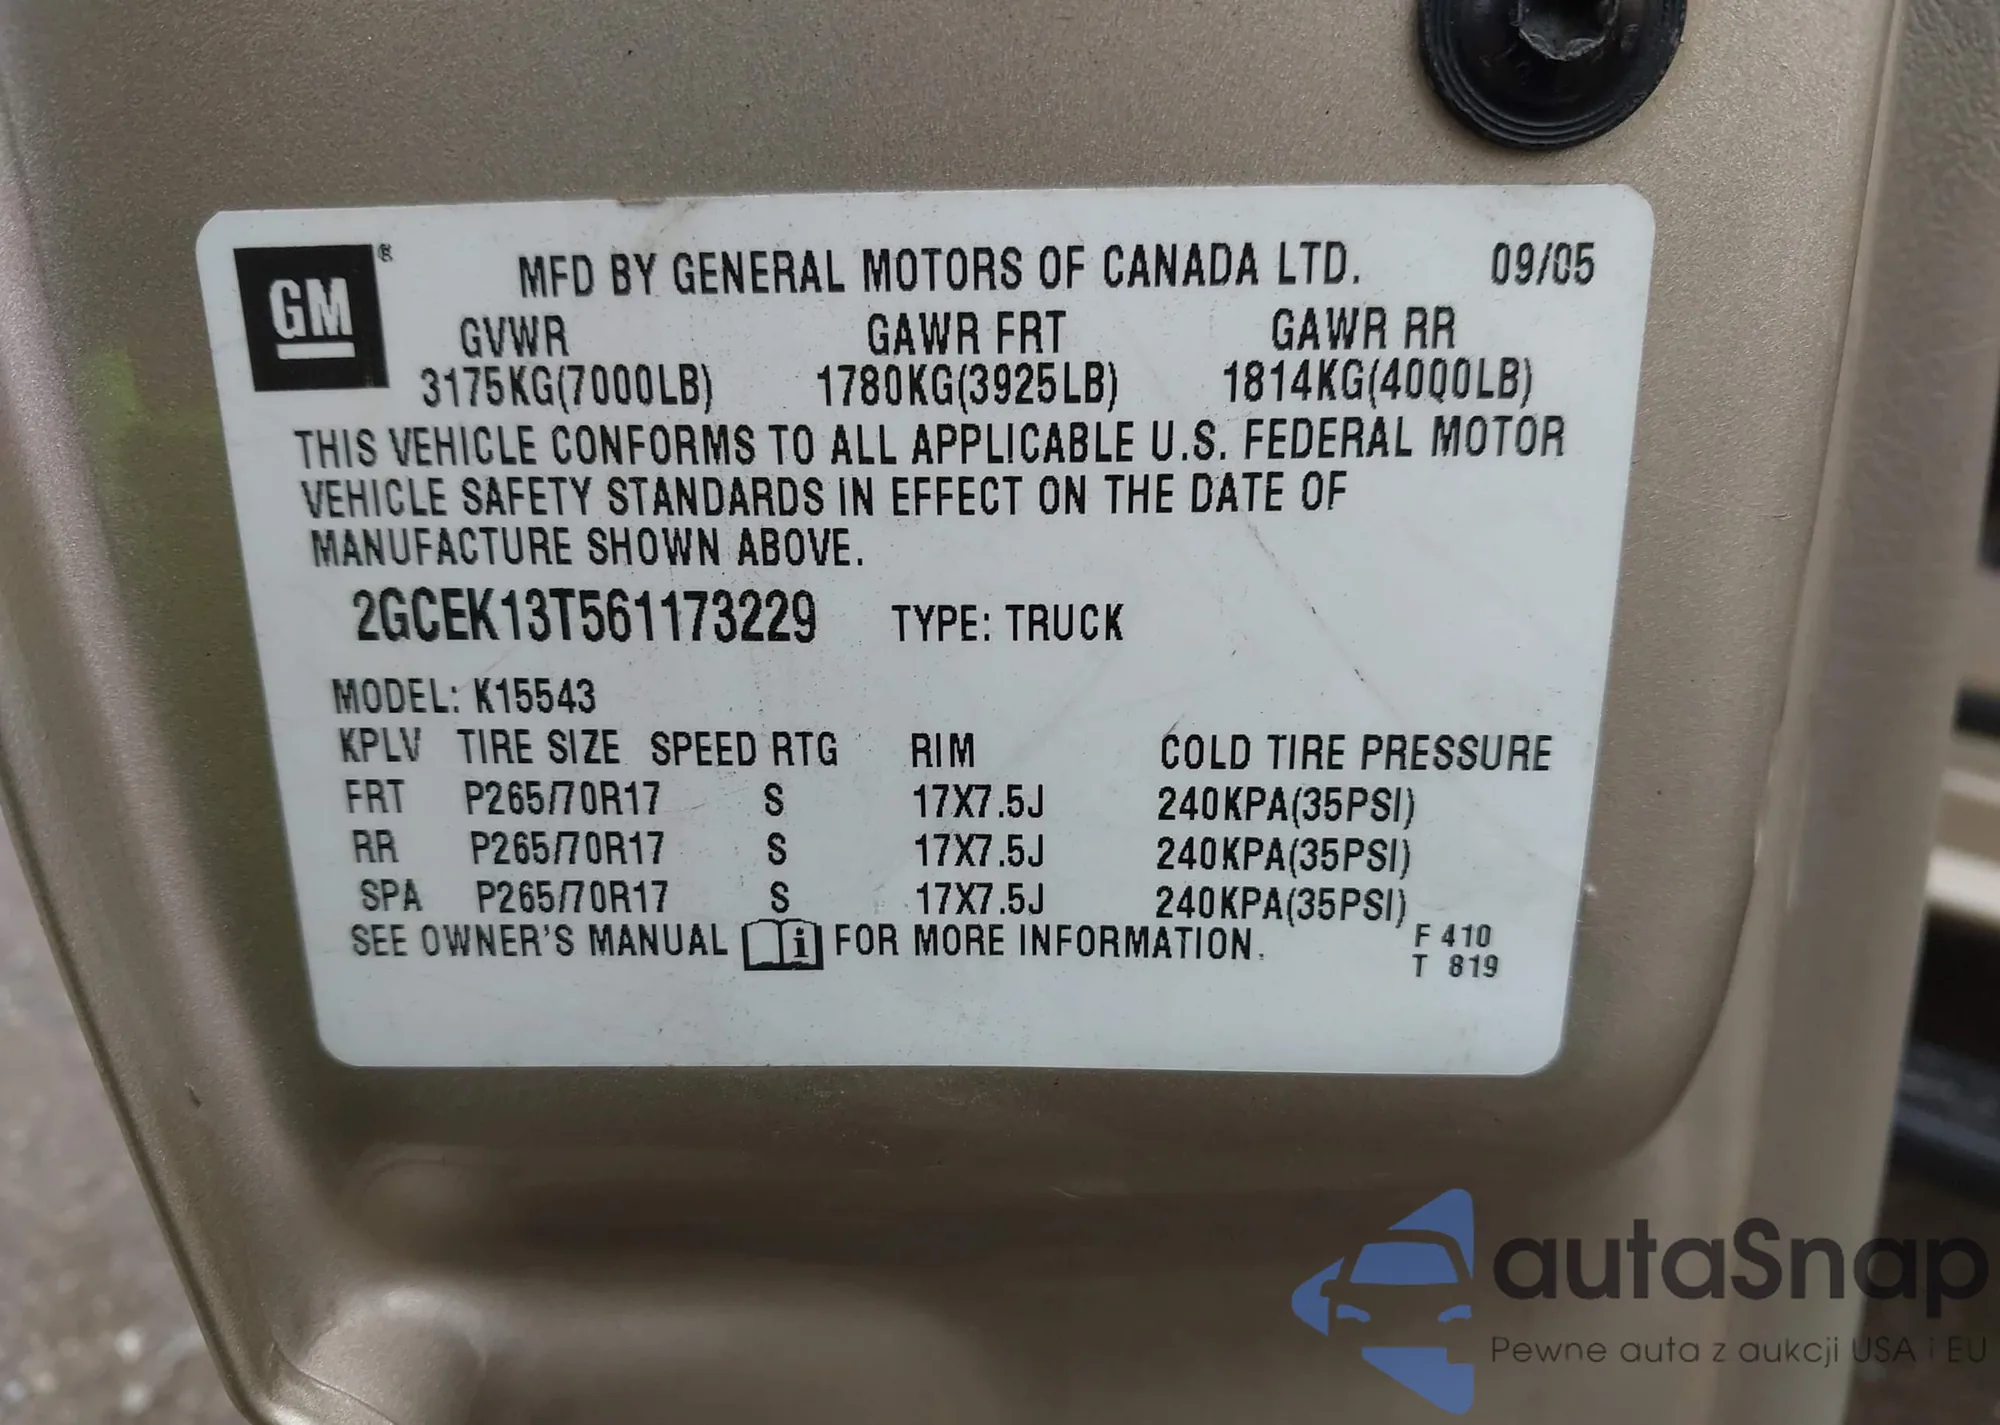 GM®
MFD BY GENERAL MOTORS OF CANADA LTD. 09/05
GVWR GAWR FRT GAWR RR
3175KG(7000LB) 1780KG(3925LB) 1814KG(4000LB)
THIS VEHICLE CONFORMS TO ALL APPLICABLE U.S. FEDERAL MOTOR
VEHICLE SAFETY STANDARDS IN EFFECT ON THE DATE OF
MANUFACTURE SHOWN ABOVE.
2GCEK13T561173229 TYPE: TRUCK
MODEL: K15543
KPLV TIRE SIZE SPEED RTG RIM COLD TIRE PRESSURE
FRT P265/70R17 S 17X7.5J 240KPA(35PSI)
RR P265/70R17 S 17X7.5J 240KPA(35PSI)
SPA P265/70R17 S 17X7.5J 240KPA(35PSI)
SEE OWNER'S MANUAL i FOR MORE INFORMATION.
F 410
T 819
autaSnap
Pewne auta z aukcji USA i EU